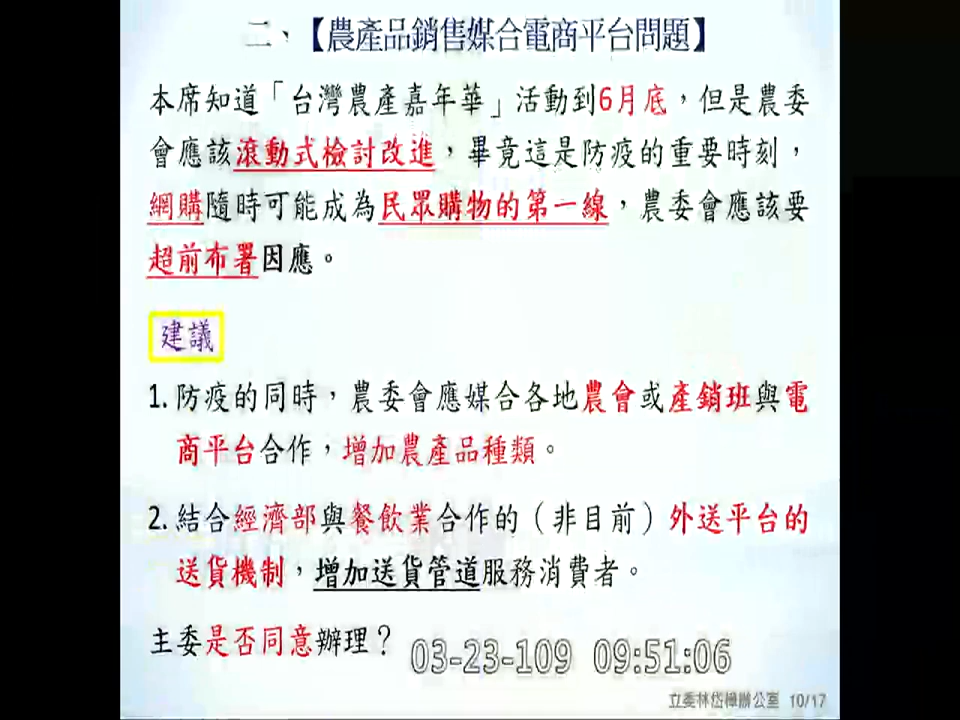 二、【農產品銷售媒合電商平台問題】
本席知道「台灣農產嘉年華」活動到6月底，但是農委
會應該滾動式檢討改進，畢竟這是防疫的重要時刻，
網購隨時可能成為民眾購物的第一線，農委會應該要
超前布署因應。
建議
1. 防疫的同時，農委會應媒合各地農會或產銷班與電
商平台合作，增加農產品種類。
2. 結合經濟部與餐飲業合作的（非目前）外送平台的
送貨機制，增加送貨管道服務消費者。
主委是否同意辦理？
03-23-109 09:51:06
立委林岱樺辦公室 10/17